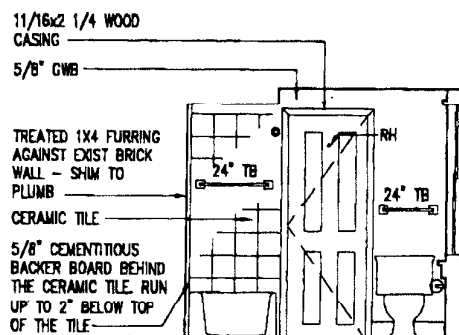 11/16x2 1/4 WOOD
CASING
5/8" GWB
TREATED 1X4 FURRING
AGAINST EXIST BRICK
WALL - SHIM TO
PLUMB
CERAMIC TILE
5/8" CEMENTITIOUS
BACKER BOARD BEHIND
THE CERAMIC TILE. RUN
UP TO 2" BELOW TOP
OF THE TILE
24" TB
RH
24" TB